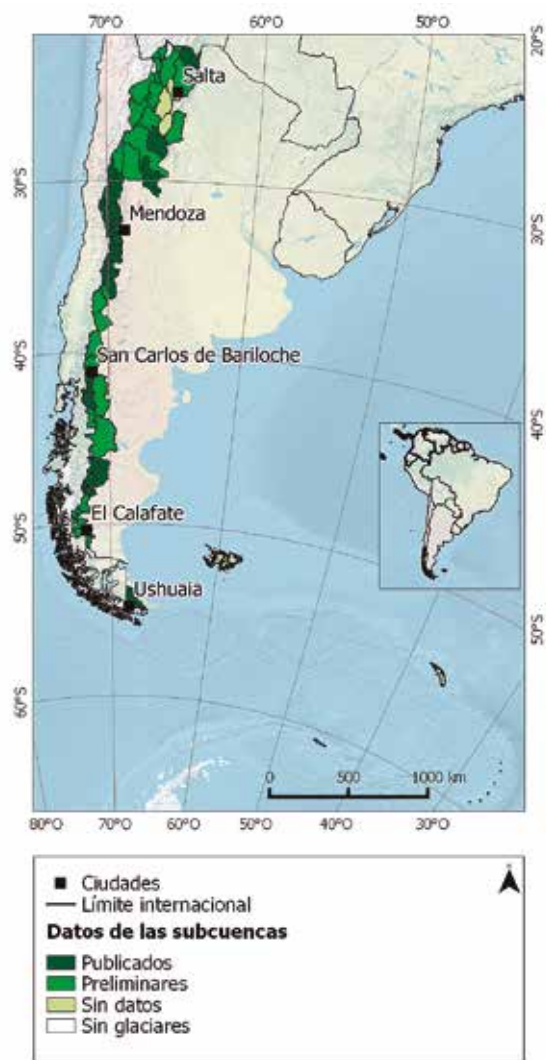 70°O
60°O
50°O
20°S
20°S
Salta
30°S
30°S
Mendoza
40°S
San Carlos de Bariloche
40°S
50°S
El Calafate
Ushuaia
50°S
60°S
0 500 1000 km
80°O 70°O 60°O 50°O 40°O 30°O
Ciudades
Límite internacional
Datos de las subcuencas
Publicados
Preliminares
Sin datos
Sin glaciares